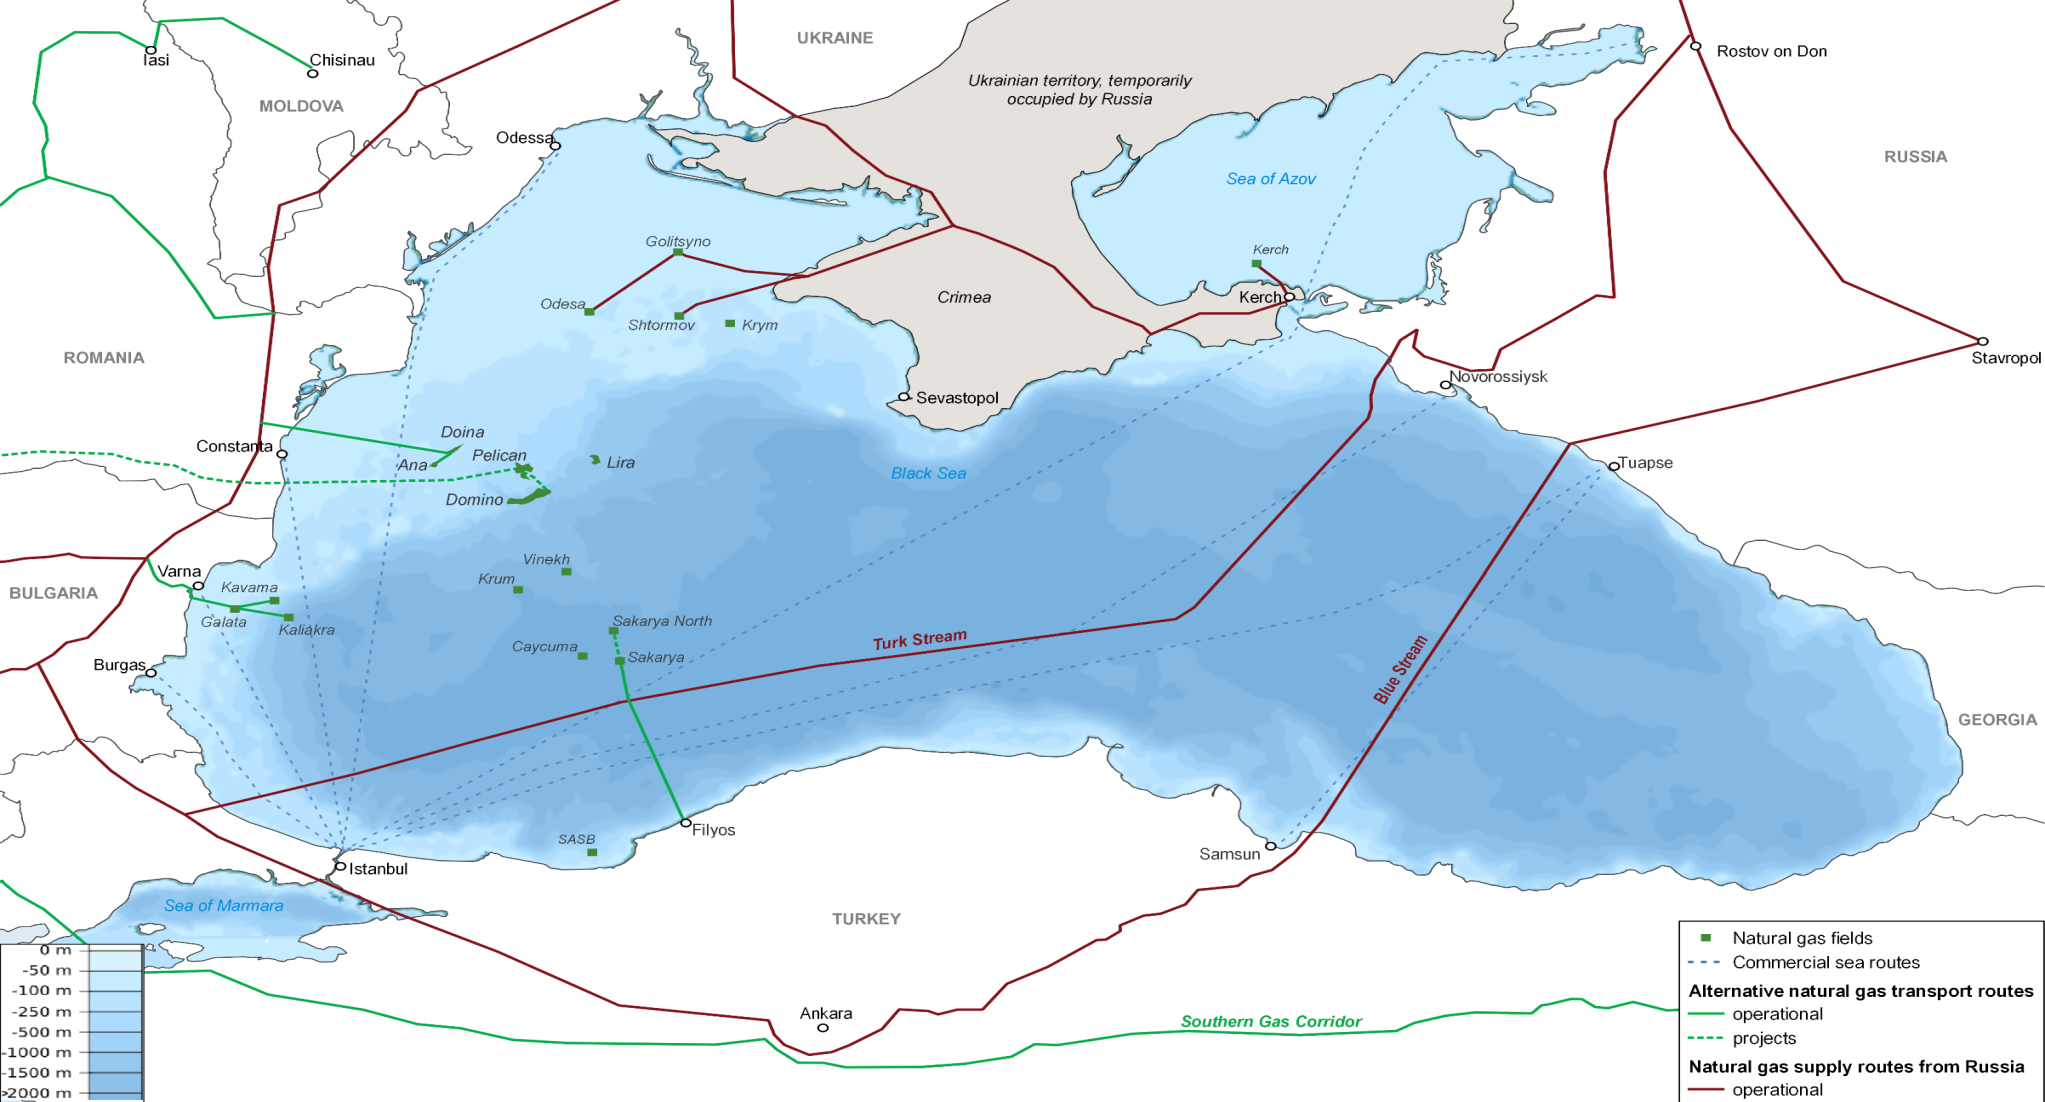 UKRAINE
Rostov on Don
Iasi
Chisinau
Ukrainian territory, temporarily
occupied by Russia
MOLDOVA
Odessa
RUSSIA
Sea of Azov
Golitsyno
Kerch
Odesa
Kerch
Crimea
Shtormov
Krym
ROMANIA
Stavropol
Novorossiysk
Sevastopol
Doina
Constanta
Pelican
Ana
Lira
Tuapse
Black Sea
Domino
Vinekh
Varna
Krum
Kavarna
BULGARIA
Galata
Kaliakra
Sakarya North
Caycuma
Sakarya
Turk Stream
Burgas
Blue Stream
GEORGIA
Filyos
SASB
Samsun
Istanbul
Sea of Marmara
TURKEY
Ankara
Southern Gas Corridor
0 m
-50 m
-100 m
-250 m
-500 m
-1000 m
-1500 m
>2000 m
Natural gas fields
Commercial sea routes
Alternative natural gas transport routes
operational
projects
Natural gas supply routes from Russia
operational